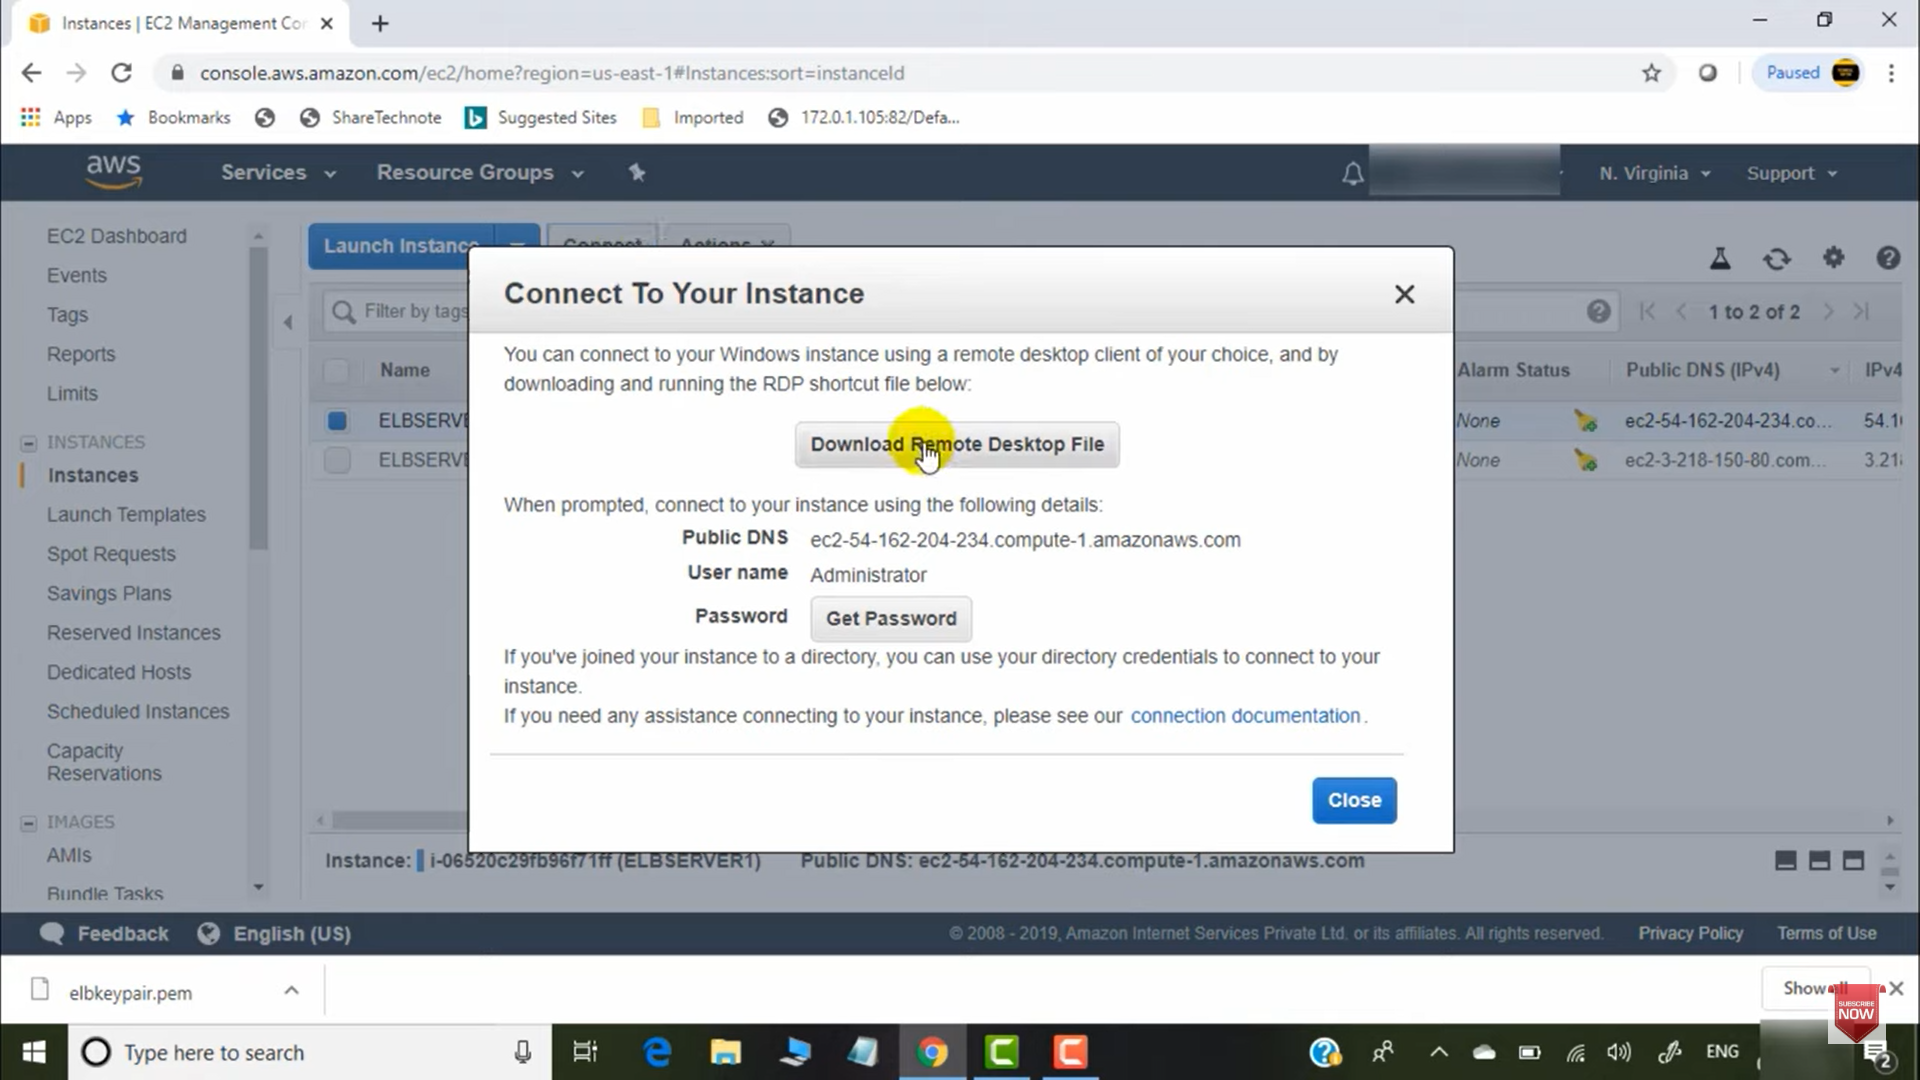 Instances | EC2 Management Con
console.aws.amazon.com/ec2/home?region=us-east-1#Instances:sort=instanceId
Paused
Apps
Bookmarks
ShareTechnote
Suggested Sites
Imported
172.0.1.105:82/Defa...
aws
Services
Resource Groups
N. Virginia
Support
EC2 Dashboard
Events
Tags
Reports
Limits
INSTANCES
Instances
Launch Templates
Spot Requests
Savings Plans
Reserved Instances
Dedicated Hosts
Scheduled Instances
Capacity
Reservations
IMAGES
AMIs
Bundle Tasks
Launch Instance
Connect
Actions
Filter by tags
1 to 2 of 2
Name
Alarm Status
Public DNS (IPv4)
IPv4
ELBSERVE
None
ec2-54-162-204-234.co...
54.1
ELBSERVE
None
ec2-3-218-150-80.com...
3.21
Connect To Your Instance
You can connect to your Windows instance using a remote desktop client of your choice, and by
downloading and running the RDP shortcut file below:
Download Remote Desktop File
When prompted, connect to your instance using the following details:
Public DNS ec2-54-162-204-234.compute-1.amazonaws.com
User name Administrator
Password Get Password
If you've joined your instance to a directory, you can use your directory credentials to connect to your
instance.
If you need any assistance connecting to your instance, please see our connection documentation.
Close
Instance: i-06520c29fb96f71ff (ELBSERVER1) Public DNS: ec2-54-162-204-234.compute-1.amazonaws.com
Feedback
English (US)
© 2008 - 2019, Amazon Internet Services Private Ltd. or its affiliates. All rights reserved.
Privacy Policy
Terms of Use
elbkeypair.pem
Show all
SUBSCRIBE
NOW
Type here to search
ENG
2